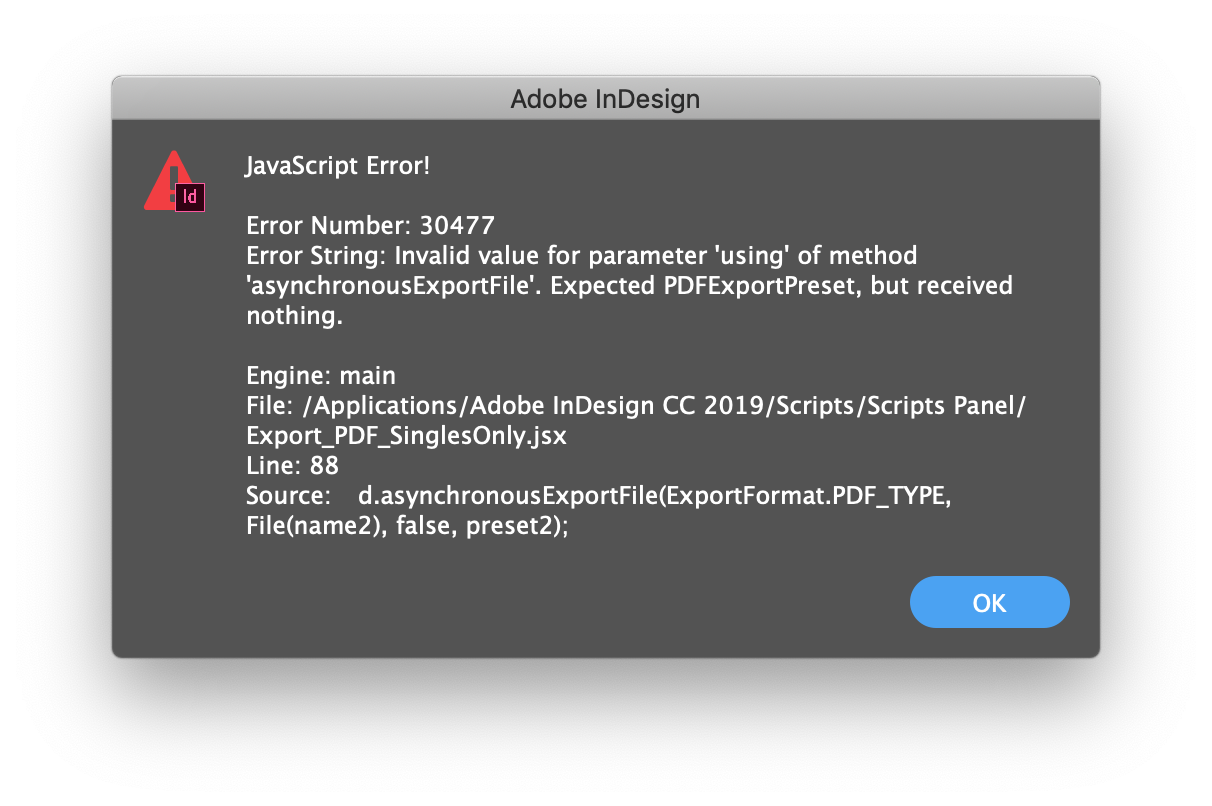 Adobe InDesign
JavaScript Error!
Id
Error Number: 30477
Error String: Invalid value for parameter 'using' of method
'asynchronousExportFile'. Expected PDFExportPreset, but received
nothing.
Engine: main
File: /Applications/Adobe InDesign CC 2019/Scripts/Scripts Panel/
Export_PDF_SinglesOnly.jsx
Line: 88
Source:    d.asynchronousExportFile(ExportFormat.PDF_TYPE,
File(name2), false, preset2);
OK